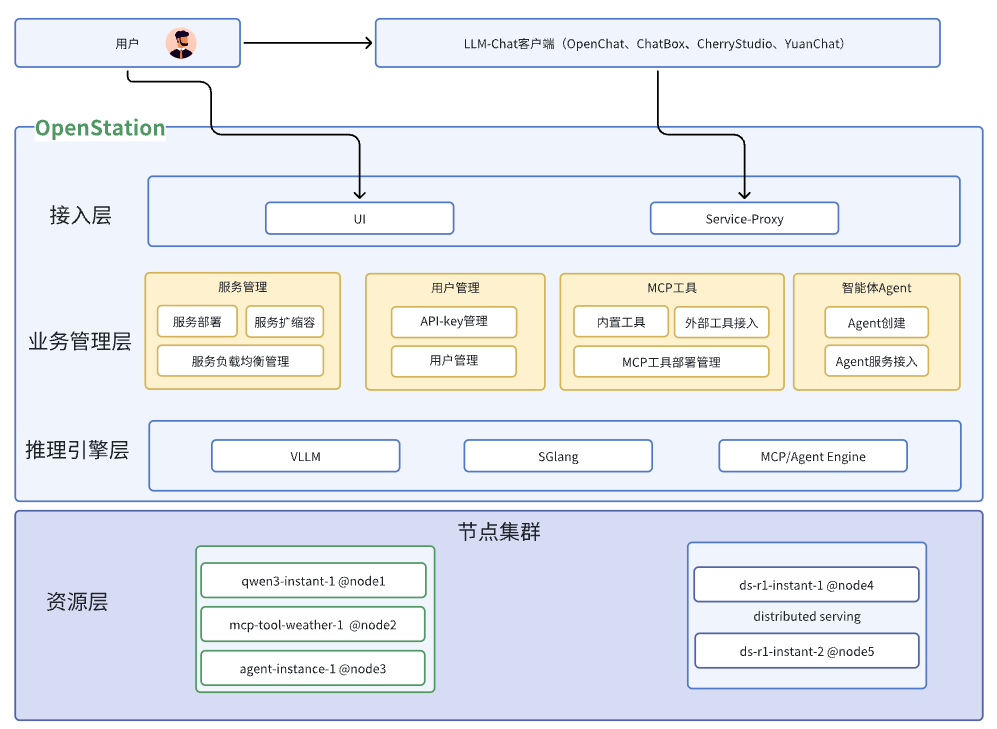 用户
LLM-Chat客户端（OpenChat、ChatBox、CherryStudio、YuanChat）
OpenStation
接入层
UI
Service-Proxy
业务管理层
服务管理
服务部署
服务扩缩容
服务负载均衡管理
用户管理
API-key管理
用户管理
MCP工具
内置工具
外部工具接入
MCP工具部署管理
智能体Agent
Agent创建
Agent服务接入
推理引擎层
VLLM
SGlang
MCP/Agent Engine
节点集群
资源层
qwen3-instant-1 @node1
mcp-tool-weather-1 @node2
agent-instance-1 @node3
ds-r1-instant-1 @node4
distributed serving
ds-r1-instant-2 @node5